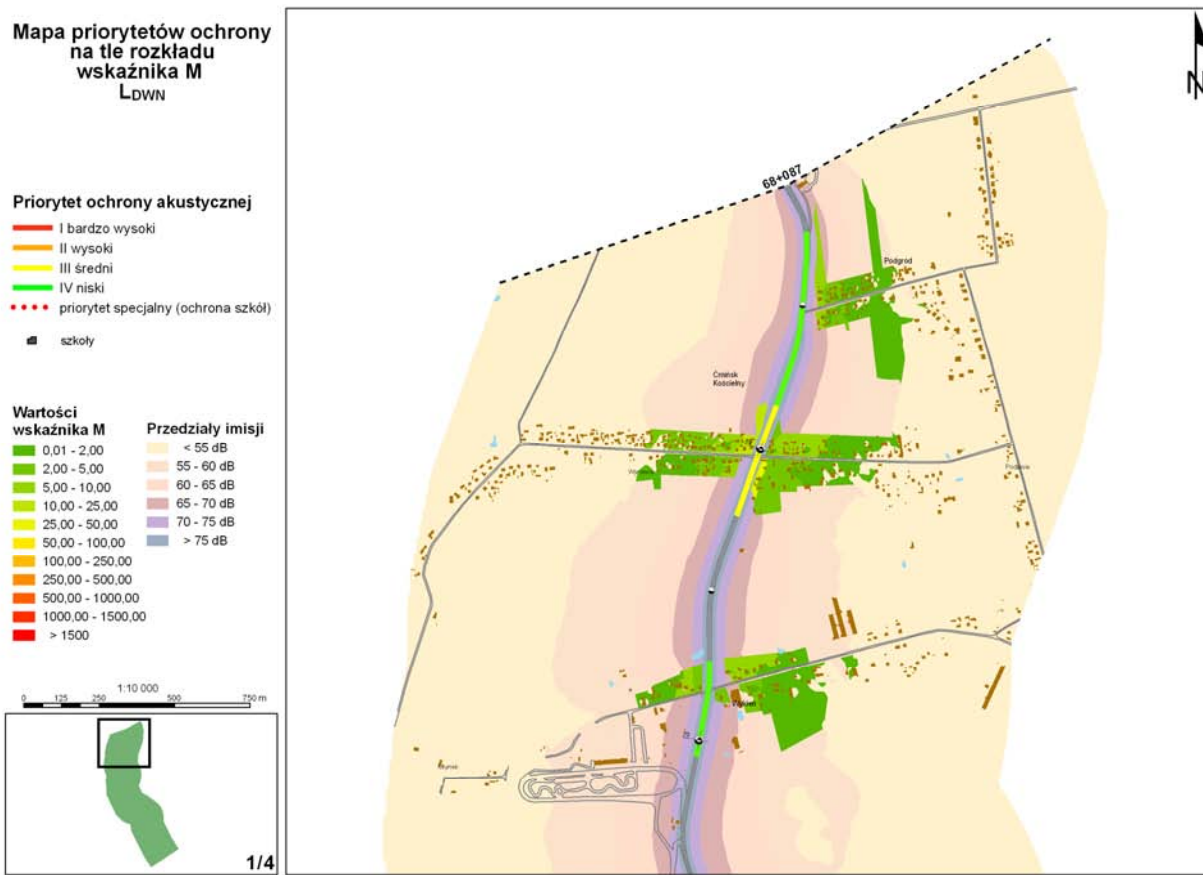 Mapa priorytetów ochrony
na tle rozkładu
wskaźnika M
LDWN
Priorytet ochrony akustycznej
I bardzo wysoki
II wysoki
III średni
IV niski
priorytet specjalny (ochrona szkół)
szkoły
Wartości
wskaźnika M
0,01 - 2,00
2,00 - 5,00
5,00 - 10,00
10,00 - 25,00
25,00 - 50,00
50,00 - 100,00
100,00 - 250,00
250,00 - 500,00
500,00 - 1000,00
1000,00 - 1500,00
> 1500
Przedziały imisji
< 55 dB
55 - 60 dB
60 - 65 dB
65 - 70 dB
70 - 75 dB
> 75 dB
1:10 000
0 125 250 500 750 m
1/4
N
68+087
Podgród
Ćmińsk
Kościelny